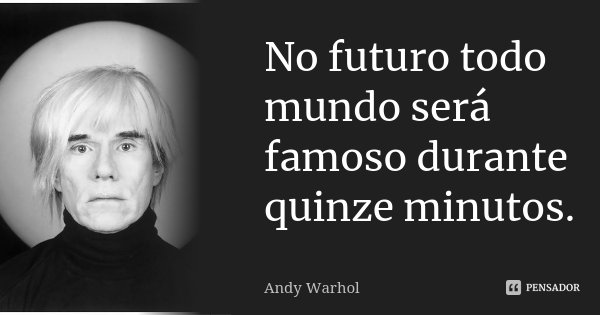 No futuro todo
mundo será
famoso durante
quinze minutos.
Andy Warhol
PENSADOR